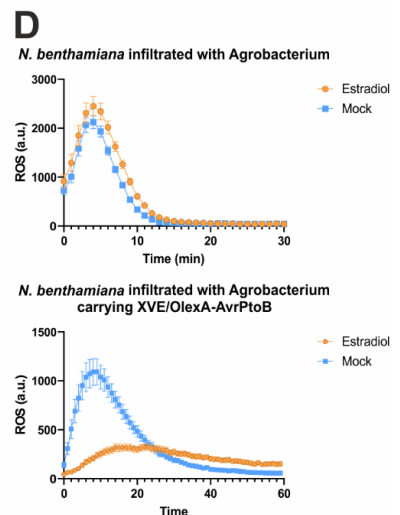 D
N. benthamiana infiltrated with Agrobacterium
3000
2000
1000
0
ROS (a.u.)
0 10 20 30
Time (min)
Estradiol
Mock
N. benthamiana infiltrated with Agrobacterium
carrying XVE/OlexA-AvrPtoB
1500
1000
500
0
ROS (a.u.)
0 20 40 60
Time
Estradiol
Mock